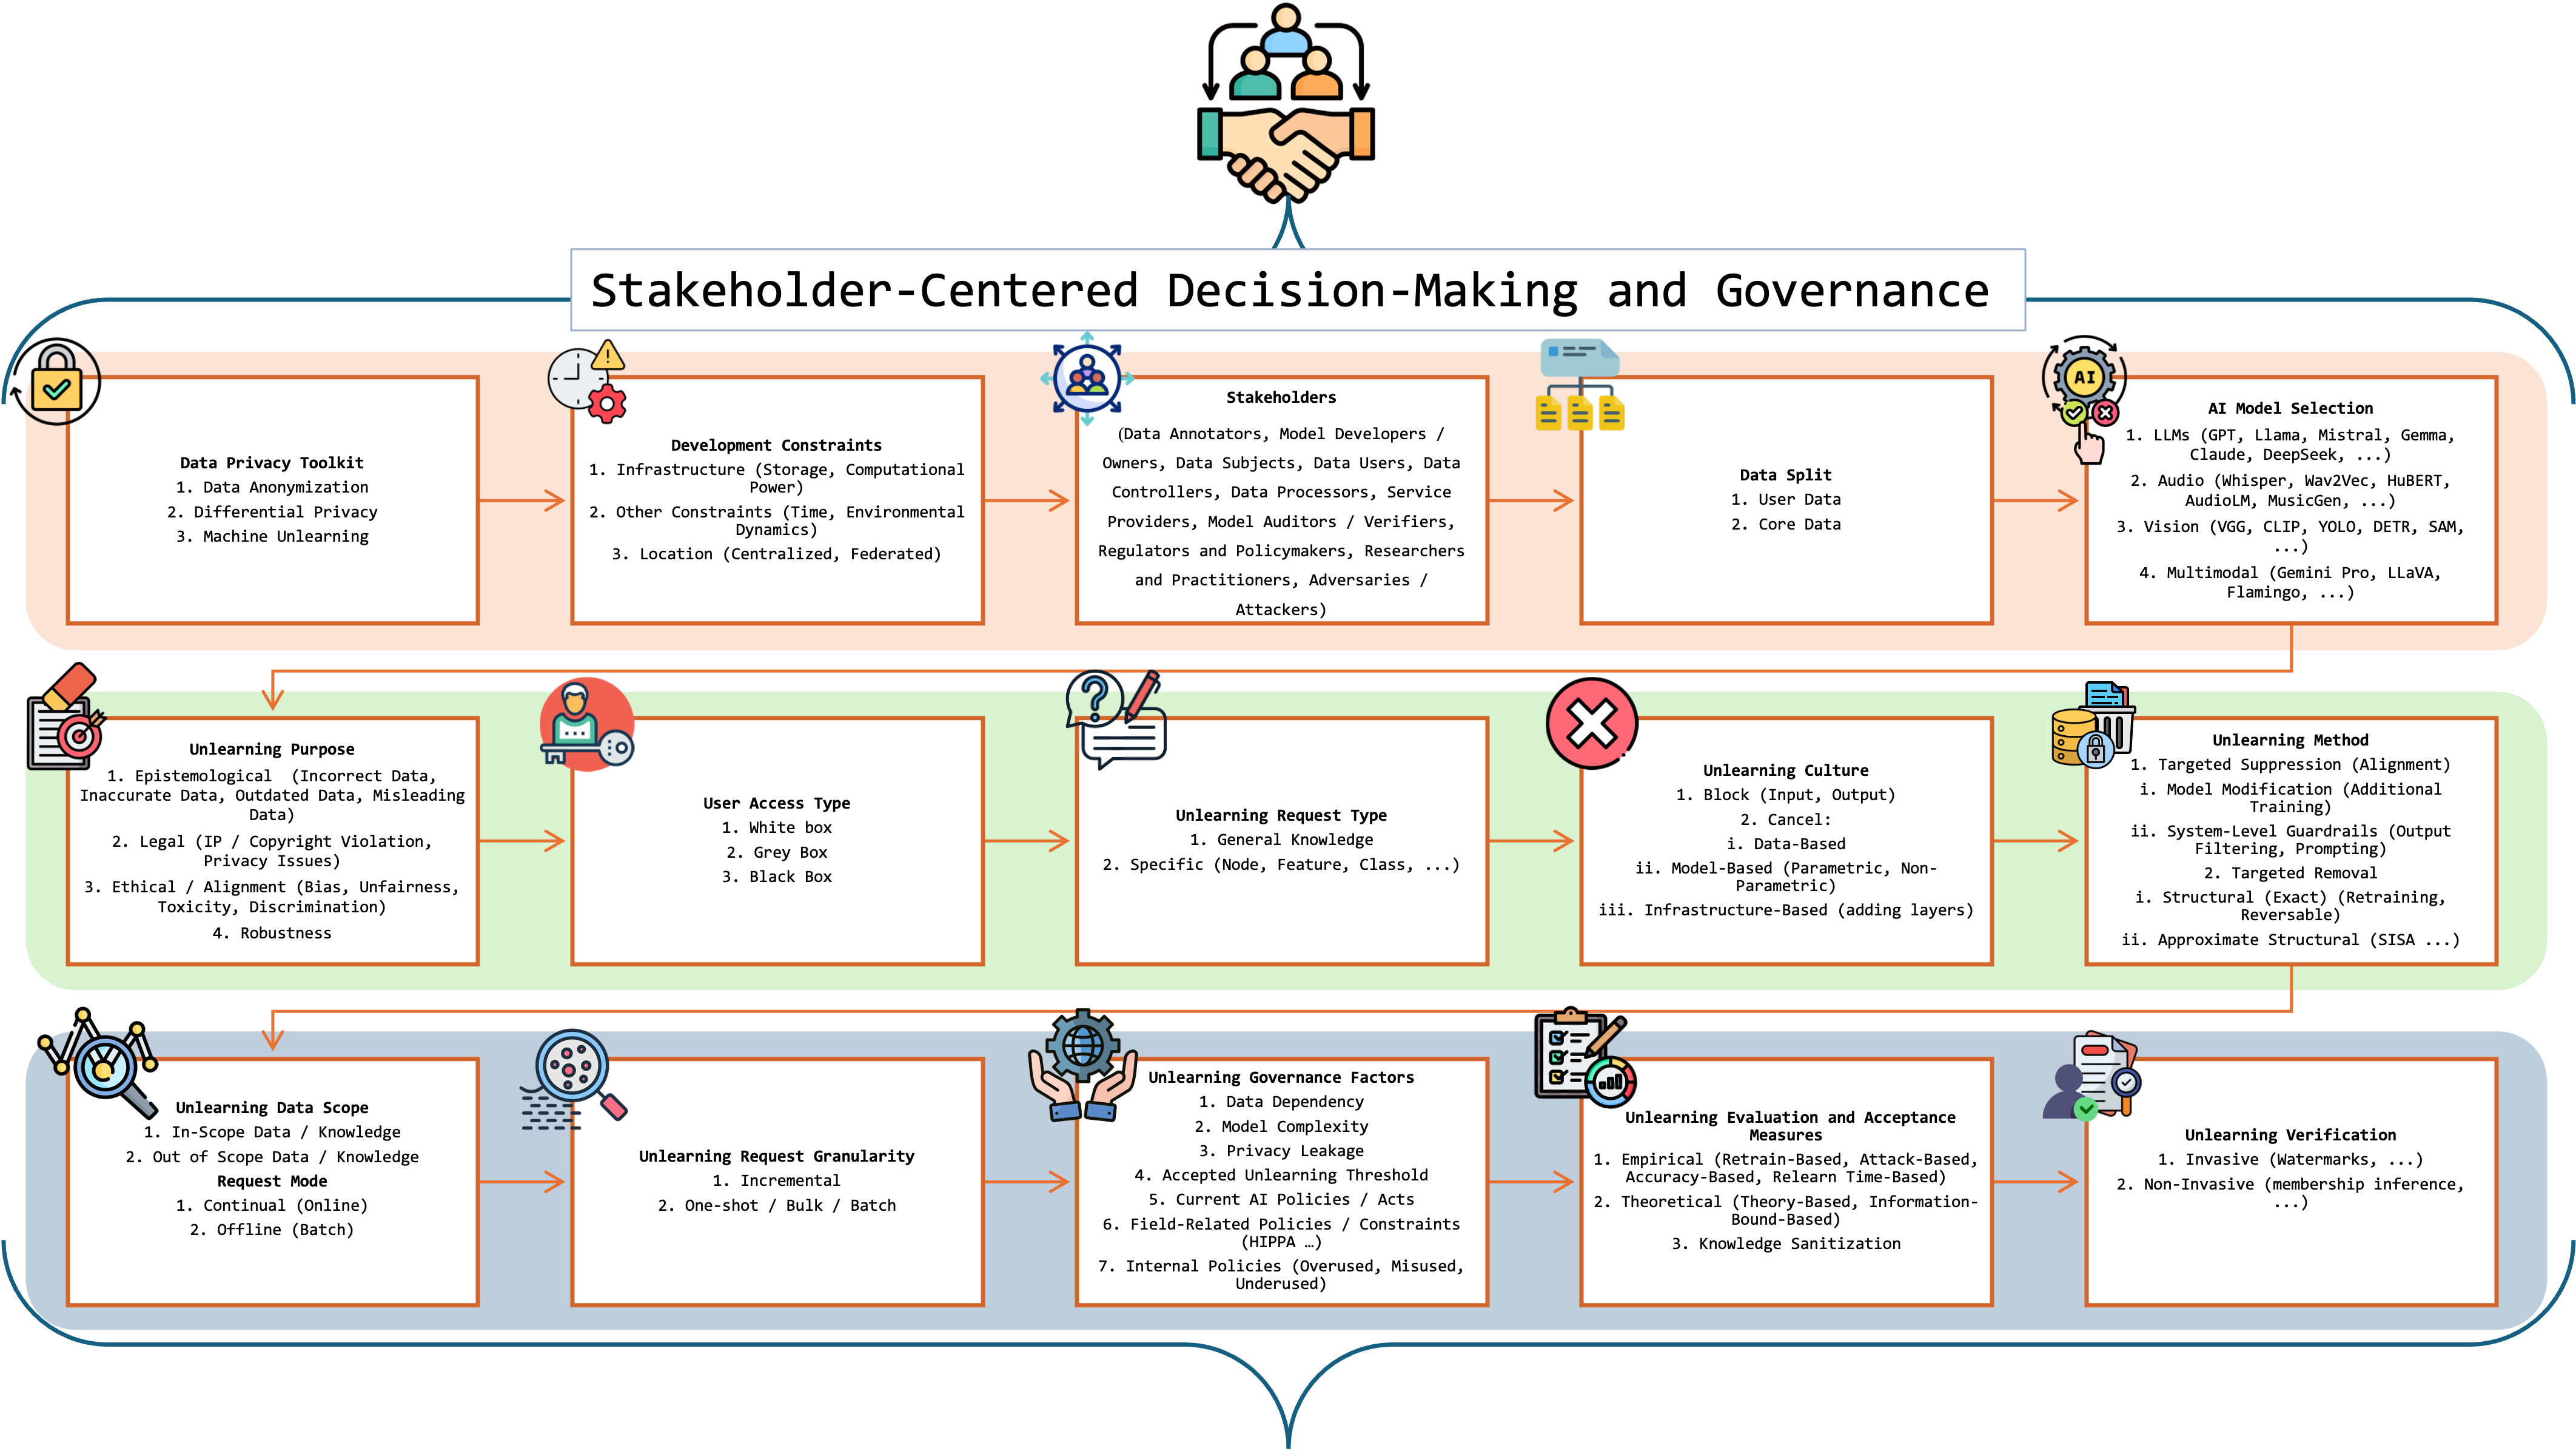 Stakeholder-Centered Decision-Making and Governance
Data Privacy Toolkit
1. Data Anonymization
2. Differential Privacy
3. Machine Unlearning
Development Constraints
1. Infrastructure (Storage, Computational
Power)
2. Other Constraints (Time, Environmental
Dynamics)
3. Location (Centralized, Federated)
Stakeholders
(Data Annotators, Model Developers /
Owners, Data Subjects, Data Users, Data
Controllers, Data Processors, Service
Providers, Model Auditors / Verifiers,
Regulators and Policymakers, Researchers
and Practitioners, Adversaries /
Attackers)
Data Split
1. User Data
2. Core Data
AI
AI Model Selection
1. LLMs (GPT, Llama, Mistral, Gemma,
Claude, DeepSeek, ...)
2. Audio (Whisper, Wav2Vec, HuBERT,
AudioLM, MusicGen, ...)
3. Vision (VGG, CLIP, YOLO, DETR, SAM,
...)
4. Multimodal (Gemini Pro, LLaVA,
Flamingo, ...)
Unlearning Purpose
1. Epistemological  (Incorrect Data,
Inaccurate Data, Outdated Data, Misleading
Data)
2. Legal (IP / Copyright Violation,
Privacy Issues)
3. Ethical / Alignment (Bias, Unfairness,
Toxicity, Discrimination)
4. Robustness
User Access Type
1. White box
2. Grey Box
3. Black Box
Unlearning Request Type
1. General Knowledge
2. Specific (Node, Feature, Class, ...)
Unlearning Culture
1. Block (Input, Output)
2. Cancel:
i. Data-Based
ii. Model-Based (Parametric, Non-
Parametric)
iii. Infrastructure-Based (adding layers)
Unlearning Method
1. Targeted Suppression (Alignment)
i. Model Modification (Additional
Training)
ii. System-Level Guardrails (Output
Filtering, Prompting)
2. Targeted Removal
i. Structural (Exact) (Retraining,
Reversable)
ii. Approximate Structural (SISA ...)
Unlearning Data Scope
1. In-Scope Data / Knowledge
2. Out of Scope Data / Knowledge
Request Mode
1. Continual (Online)
2. Offline (Batch)
Unlearning Request Granularity
1. Incremental
2. One-shot / Bulk / Batch
Unlearning Governance Factors
1. Data Dependency
2. Model Complexity
3. Privacy Leakage
4. Accepted Unlearning Threshold
5. Current AI Policies / Acts
6. Field-Related Policies / Constraints
(HIPPA …)
7. Internal Policies (Overused, Misused,
Underused)
Unlearning Evaluation and Acceptance
Measures
1. Empirical (Retrain-Based, Attack-Based,
Accuracy-Based, Relearn Time-Based)
2. Theoretical (Theory-Based, Information-
Bound-Based)
3. Knowledge Sanitization
Unlearning Verification
1. Invasive (Watermarks, ...)
2. Non-Invasive (membership inference,
...)